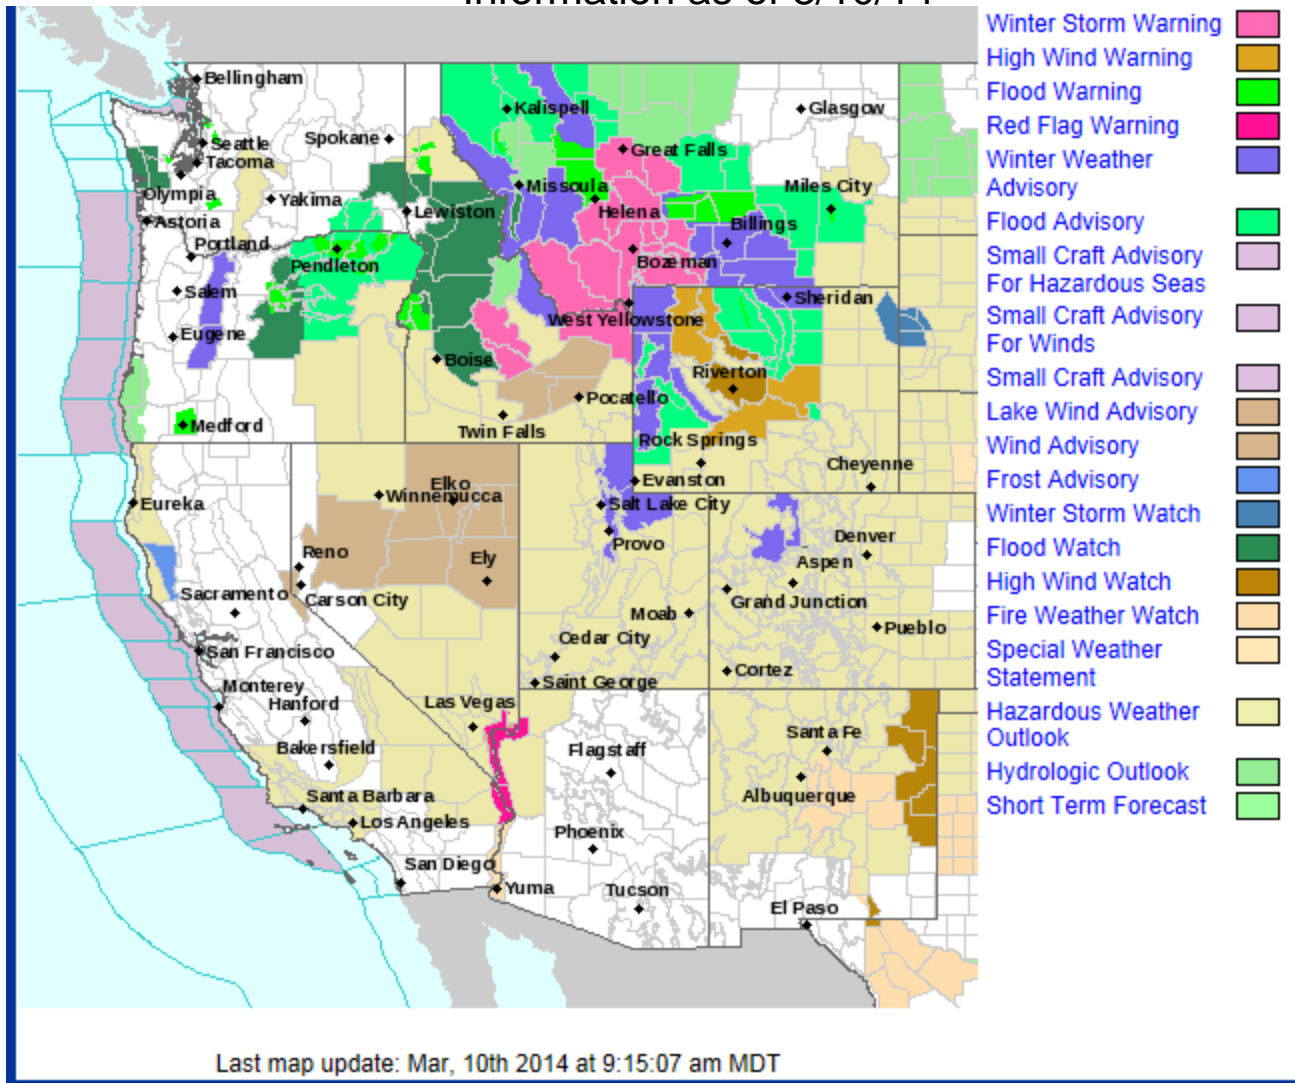 Information as of 3/10/14
Winter Storm Warning
High Wind Warning
Flood Warning
Red Flag Warning
Winter Weather
Advisory
Flood Advisory
Small Craft Advisory
For Hazardous Seas
Small Craft Advisory
For Winds
Small Craft Advisory
Lake Wind Advisory
Wind Advisory
Frost Advisory
Winter Storm Watch
Flood Watch
High Wind Watch
Fire Weather Watch
Special Weather
Statement
Hazardous Weather
Outlook
Hydrologic Outlook
Short Term Forecast
Bellingham
Kalispell
Glasgow
Seattle
Spokane
Great Falls
Tacoma
Missoula
Miles City
Olympia
Yakima
Lewiston
Helena
Astoria
Billings
Portland
Pendleton
Bozeman
Salem
Sheridan
West Yellowstone
Eugene
Boise
Riverton
Pocatello
Medford
Twin Falls
Rock Springs
Cheyenne
Elko
Evanston
Winnemucca
Eureka
Salt Lake City
Denver
Provo
Reno
Ely
Aspen
Sacramento
Carson City
Grand Junction
Moab
Pueblo
Cedar City
San Francisco
Cortez
Saint George
Monterey
Hanford
Las Vegas
Santa Fe
Bakersfield
Flagstaff
Santa Barbara
Albuquerque
Los Angeles
Phoenix
San Diego
Yuma
Tucson
El Paso
Last map update: Mar, 10th 2014 at 9:15:07 am MDT